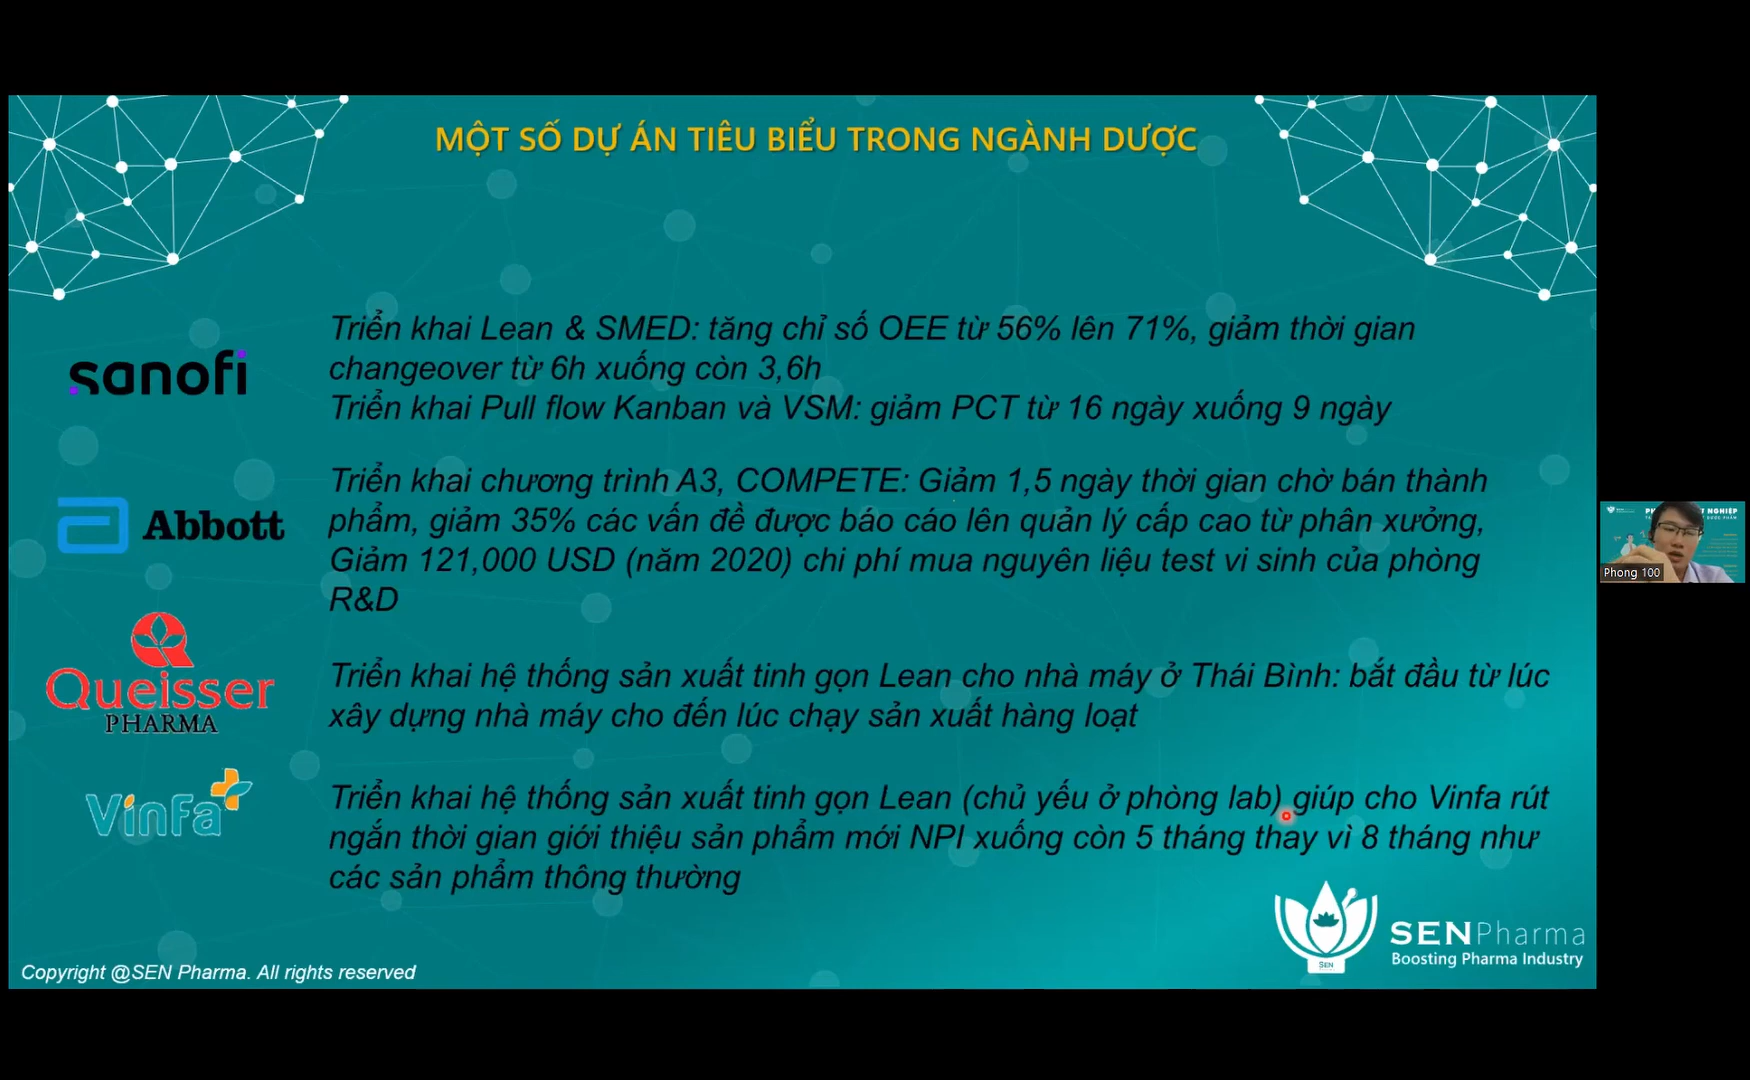 MỘT SỐ DỰ ÁN TIÊU BIỂU TRONG NGÀNH DƯỢC
sanofi
Triển khai Lean & SMED: tăng chỉ số OEE từ 56% lên 71%, giảm thời gian
changeover từ 6h xuống còn 3,6h
Triển khai Pull flow Kanban và VSM: giảm PCT từ 16 ngày xuống 9 ngày
Abbott
Triển khai chương trình A3, COMPETE: Giảm 1,5 ngày thời gian chờ bán thành
phẩm, giảm 35% các vấn đề được báo cáo lên quản lý cấp cao từ phân xưởng,
Giảm 121,000 USD (năm 2020) chi phí mua nguyên liệu test vi sinh của phòng
R&D
Queisser
PHARMA
Triển khai hệ thống sản xuất tinh gọn Lean cho nhà máy ở Thái Bình: bắt đầu từ lúc
xây dựng nhà máy cho đến lúc chạy sản xuất hàng loạt
VinFa
Triển khai hệ thống sản xuất tinh gọn Lean (chủ yếu ở phòng lab) giúp cho Vinfa rút
ngắn thời gian giới thiệu sản phẩm mới NPI xuống còn 5 tháng thay vì 8 tháng như
các sản phẩm thông thường
SEN
SENPharma
Boosting Pharma Industry
Copyright @SEN Pharma. All rights reserved
Phong 100